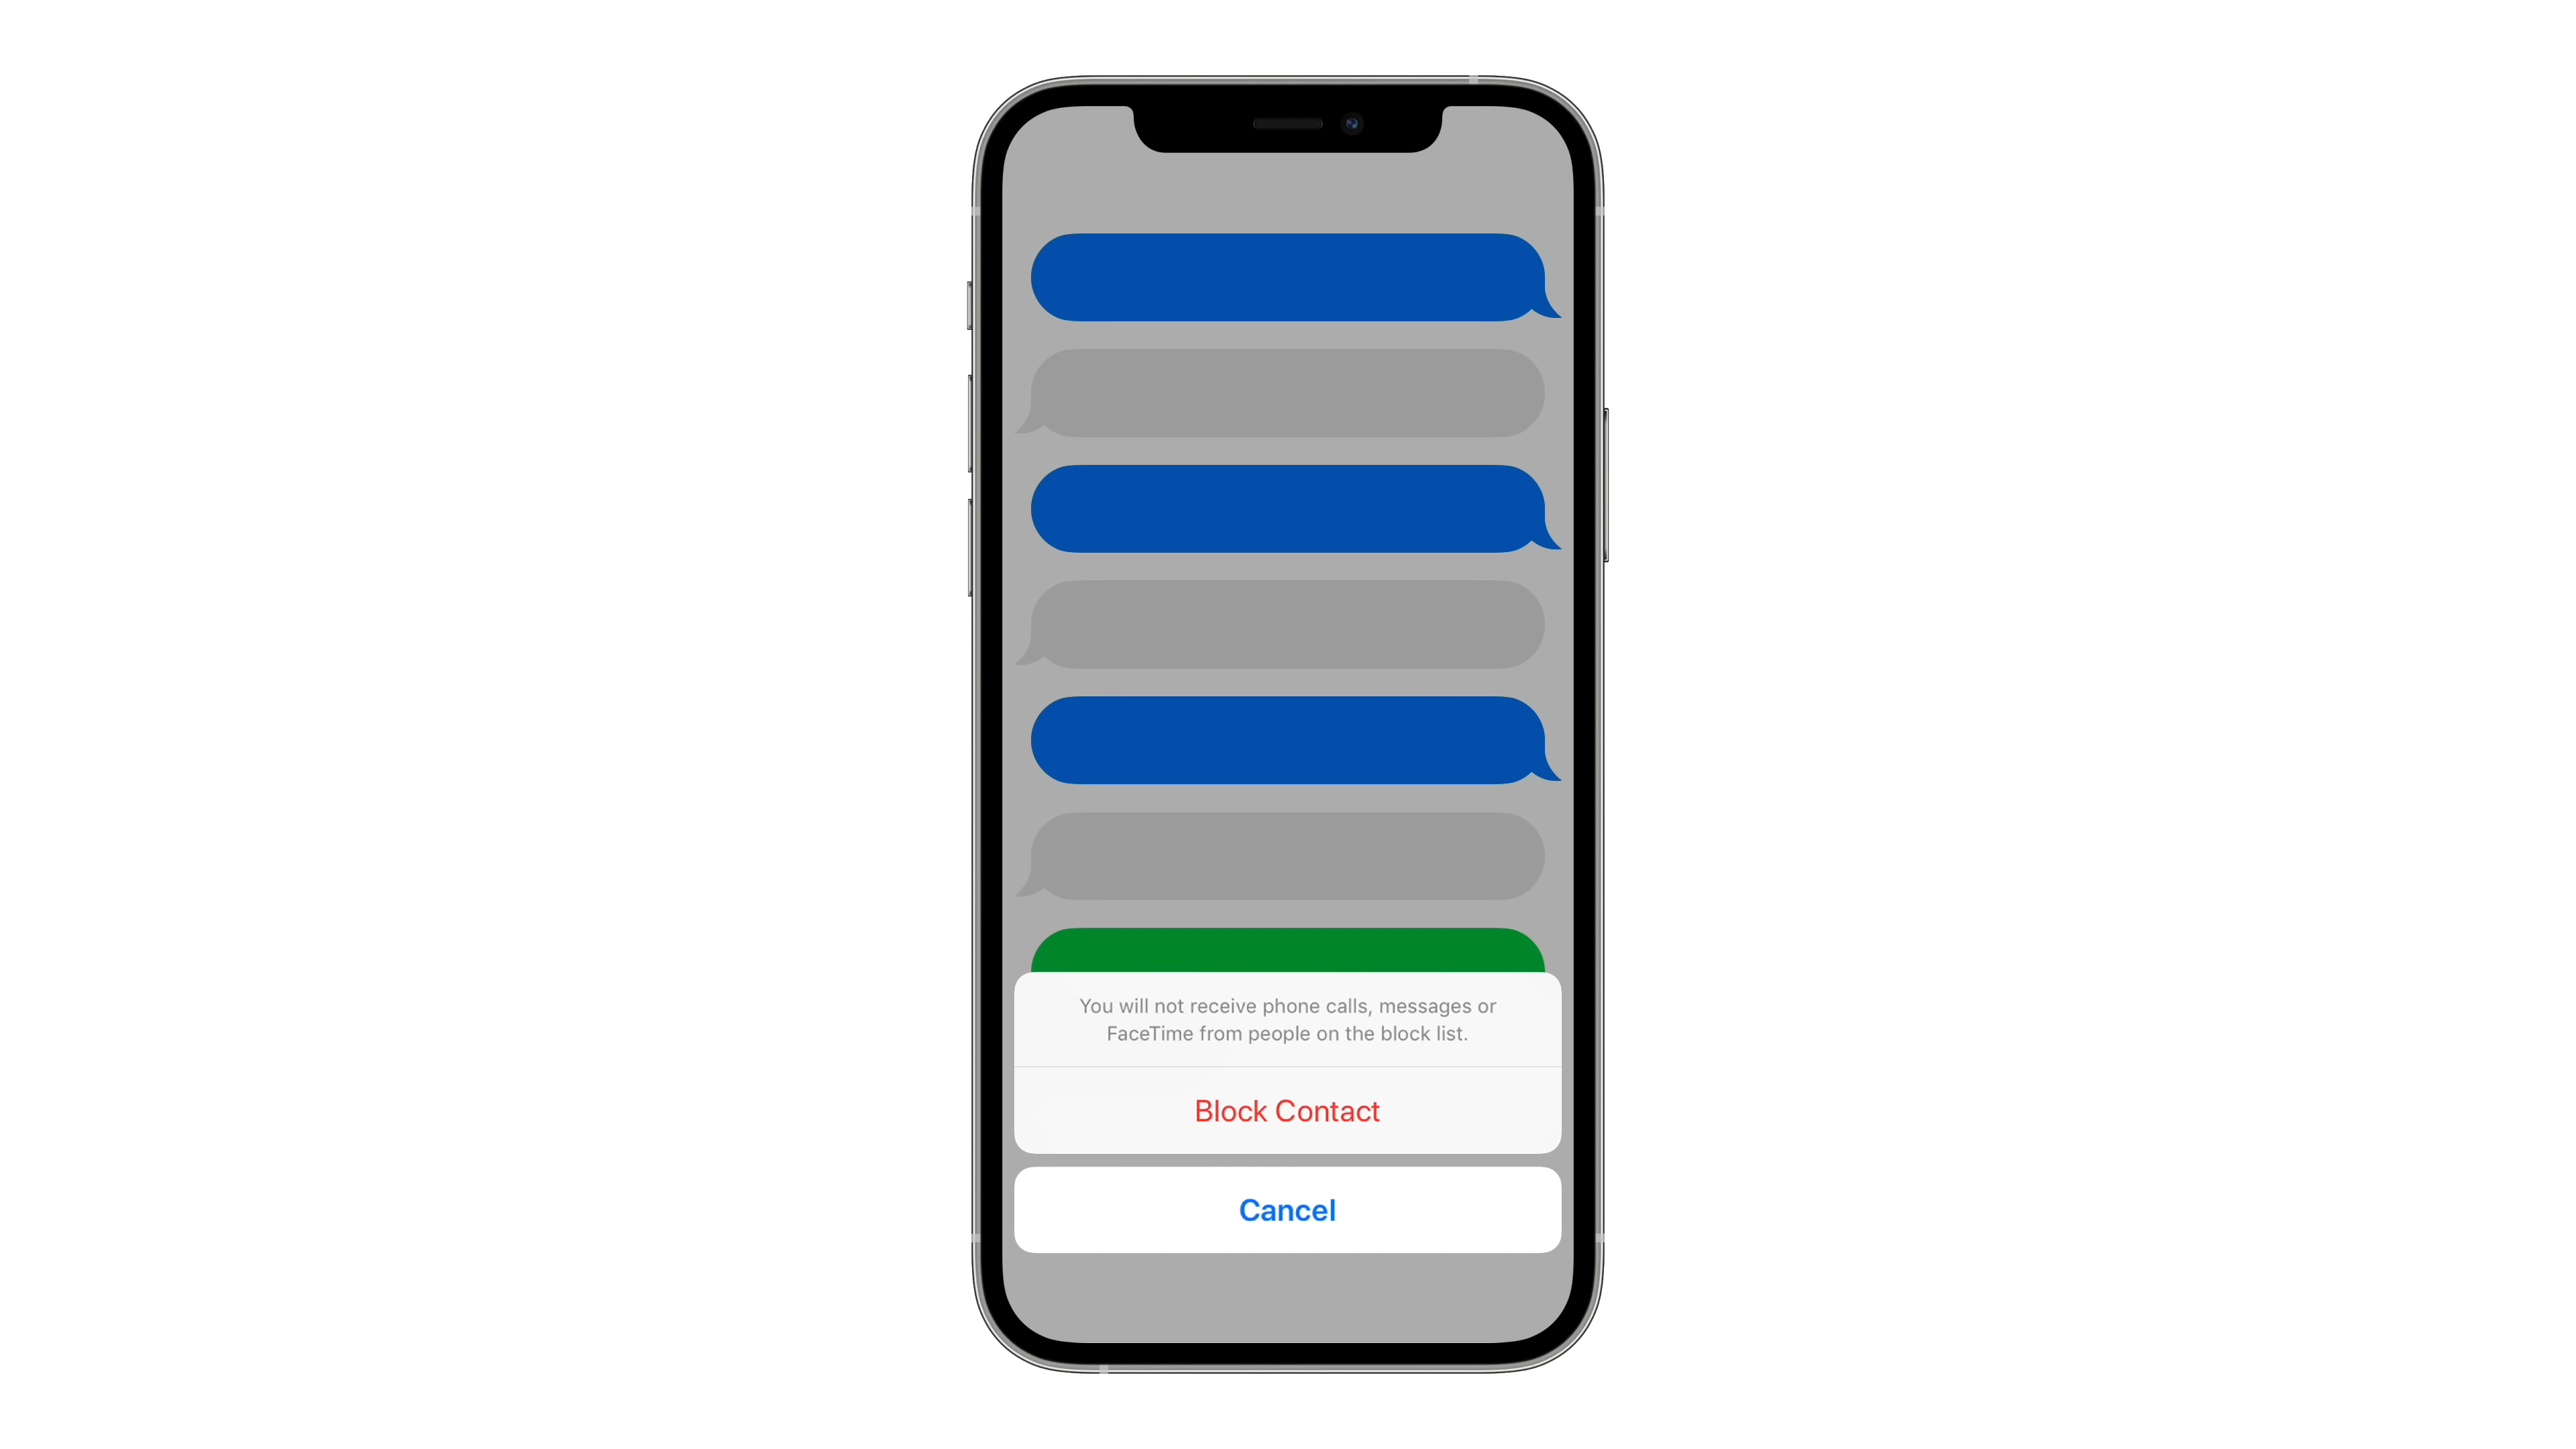 You will not receive phone calls, messages or
FaceTime from people on the block list.
Block Contact
Cancel